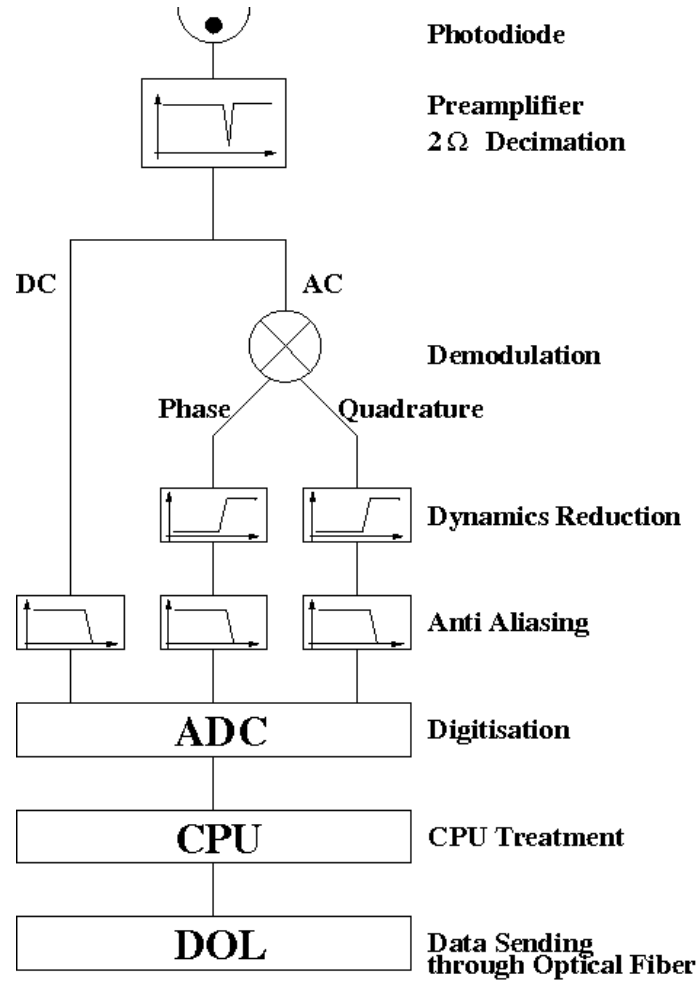 Photodiode
Preamplifier
2Ω Decimation
DC
AC
Demodulation
Phase
Quadrature
Dynamics Reduction
Anti Aliasing
ADC
Digitisation
CPU
CPU Treatment
DOL
Data Sending
through Optical Fiber